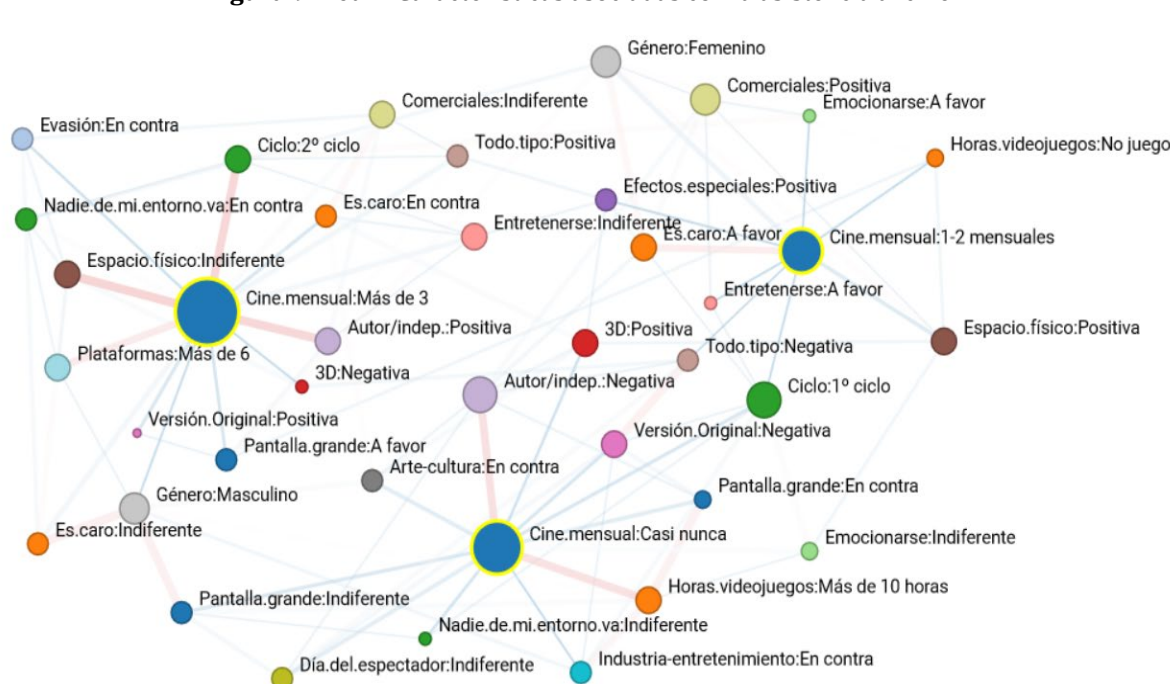 Género:Femenino
Comerciales:Positiva
Comerciales:Indiferente
Emocionarse:A favor
Evasión:En contra
Ciclo:2º ciclo
Todo.tipo:Positiva
Horas.videojuegos:No juego
Efectos.especiales:Positiva
Nadie.de.mi.entorno.va:En contra
Es.caro:En contra
Entretenerse:Indiferente
Es.caro:A favor
Cine.mensual:1-2 mensuales
Espacio.físico:Indiferente
Entretenerse:A favor
Cine.mensual:Más de 3
Autor/indep.:Positiva
3D:Positiva
Espacio.físico:Positiva
Plataformas:Más de 6
Todo.tipo:Negativa
3D:Negativa
Autor/indep.:Negativa
Ciclo:1º ciclo
Versión.Original:Positiva
Versión.Original:Negativa
Pantalla.grande:A favor
Arte-cultura:En contra
Pantalla.grande:En contra
Género:Masculino
Es.caro:Indiferente
Cine.mensual:Casi nunca
Emocionarse:Indiferente
Horas.videojuegos:Más de 10 horas
Pantalla.grande:Indiferente
Nadie.de.mi.entorno.va:Indiferente
Día.del.espectador:Indiferente
Industria-entretenimiento:En contra